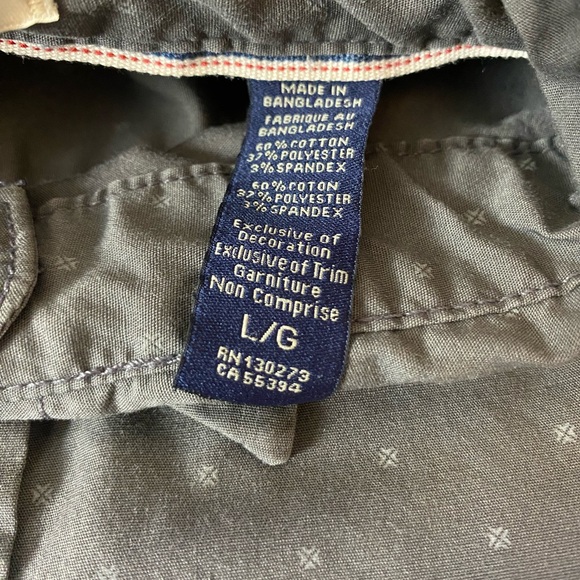 MADE IN
BANGLADESH
FABRIQUE AU
BANGLADESH
60% COTTON
37% POLYESTER
3% SPANDEX
60% COTON
37% POLYESTER
3% SPANDEX
Exclusive of
Decoration
Exclusive of Trim
Garniture
Non Comprise
L/G
RN 130273
CA 55394